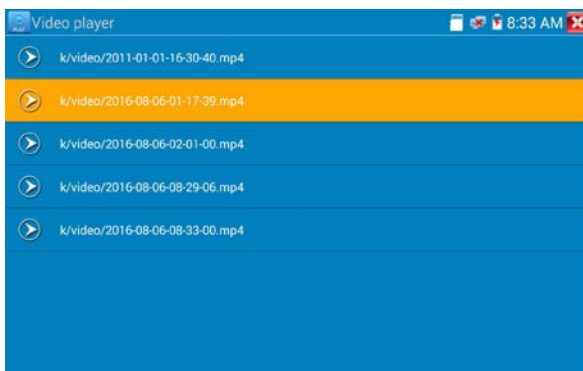 PLAY
Video player
8:33 AM
k/video/2011-01-01-16-30-40.mp4
k/video/2016-08-06-01-17-39.mp4
k/video/2016-08-06-02-01-00.mp4
k/video/2016-08-06-08-29-06.mp4
k/video/2016-08-06-08-33-00.mp4